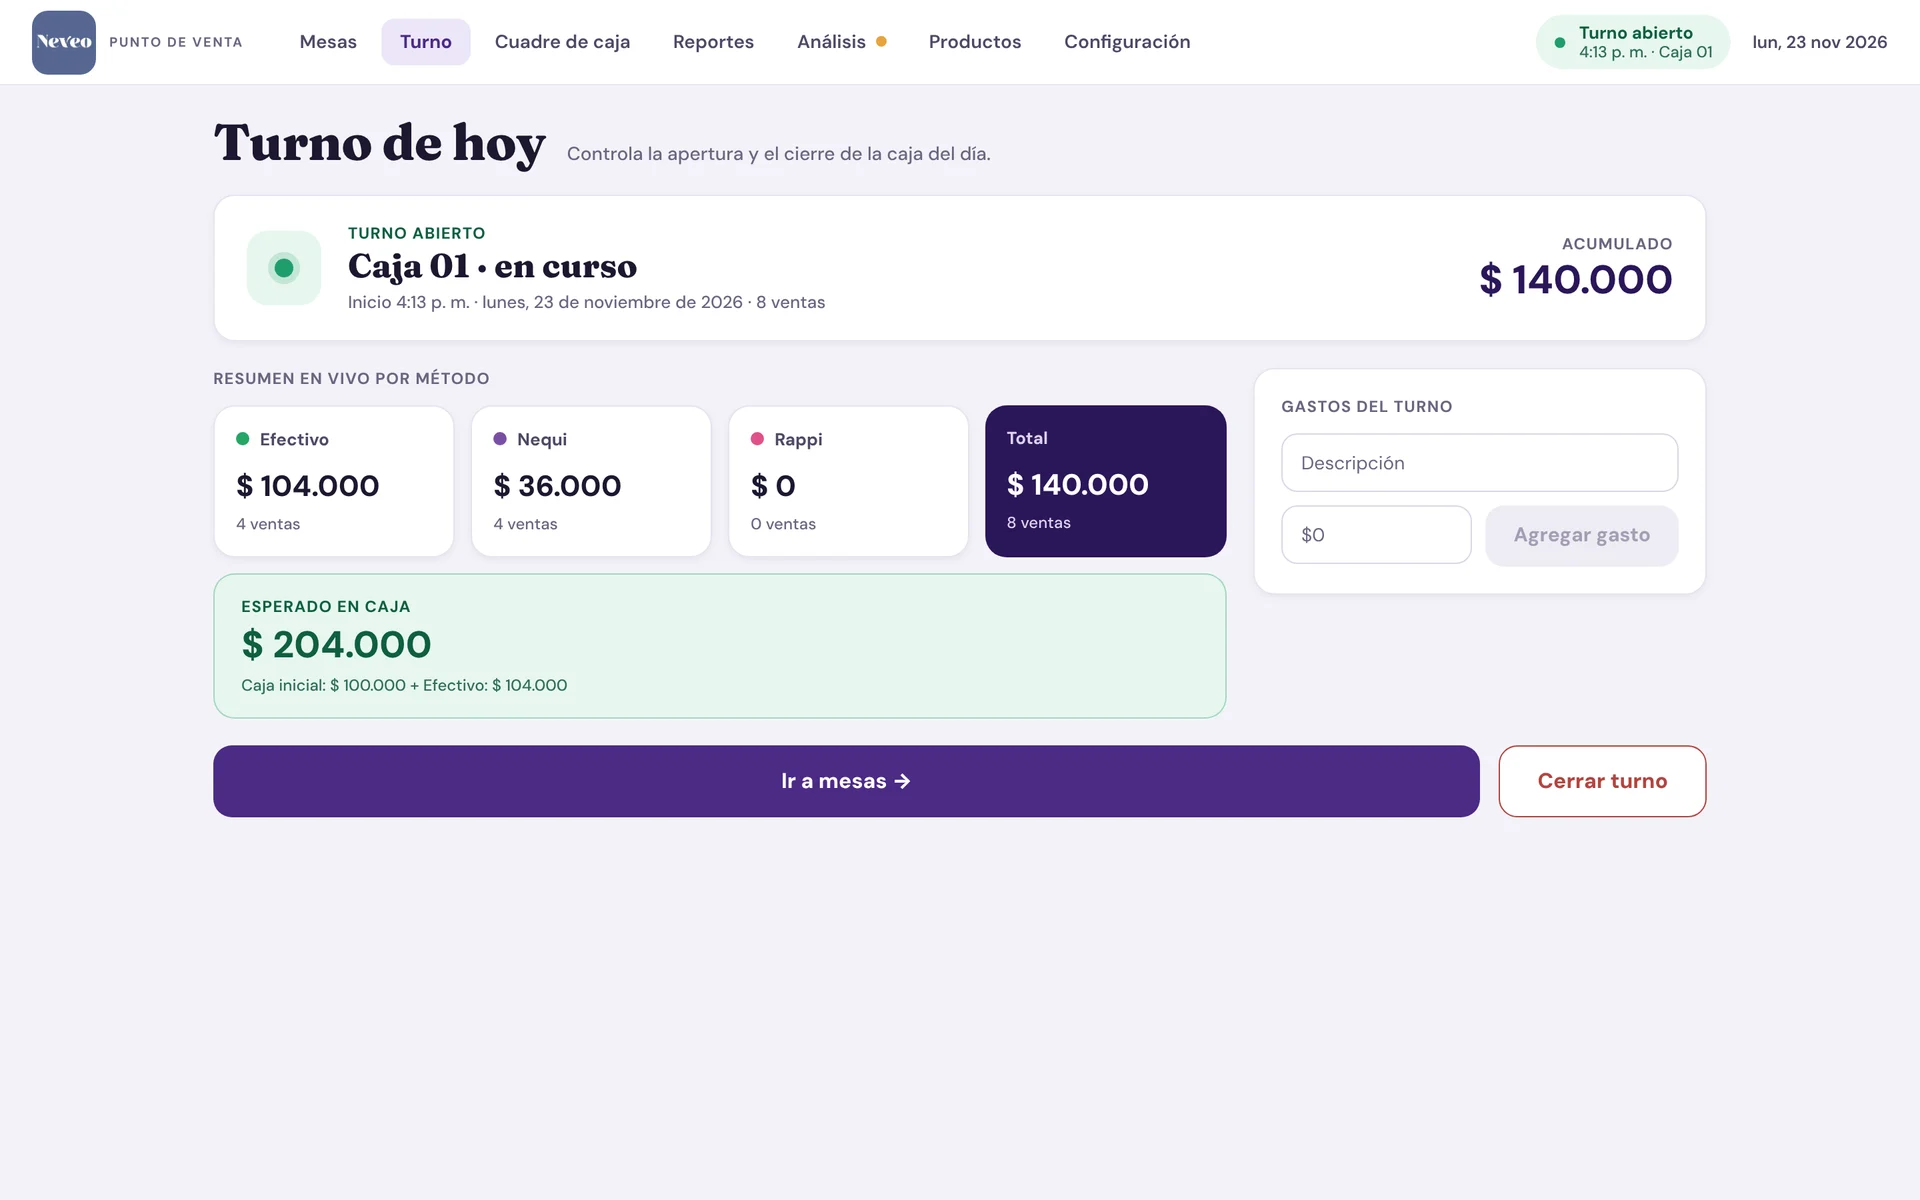 Neveo PUNTO DE VENTA Mesas Turno Cuadre de caja Reportes Análisis Productos Configuración
Turno abierto
4:13 p. m. · Caja 01
lun, 23 nov 2026
Turno de hoy Controla la apertura y el cierre de la caja del día.
TURNO ABIERTO
Caja 01 · en curso
Inicio 4:13 p. m. · lunes, 23 de noviembre de 2026 · 8 ventas
ACUMULADO
$ 140.000
RESUMEN EN VIVO POR MÉTODO
Efectivo
$ 104.000
4 ventas
Nequi
$ 36.000
4 ventas
Rappi
$ 0
0 ventas
Total
$ 140.000
8 ventas
ESPERADO EN CAJA
$ 204.000
Caja inicial: $ 100.000 + Efectivo: $ 104.000
GASTOS DEL TURNO
Descripción
$0
Agregar gasto
Ir a mesas →
Cerrar turno